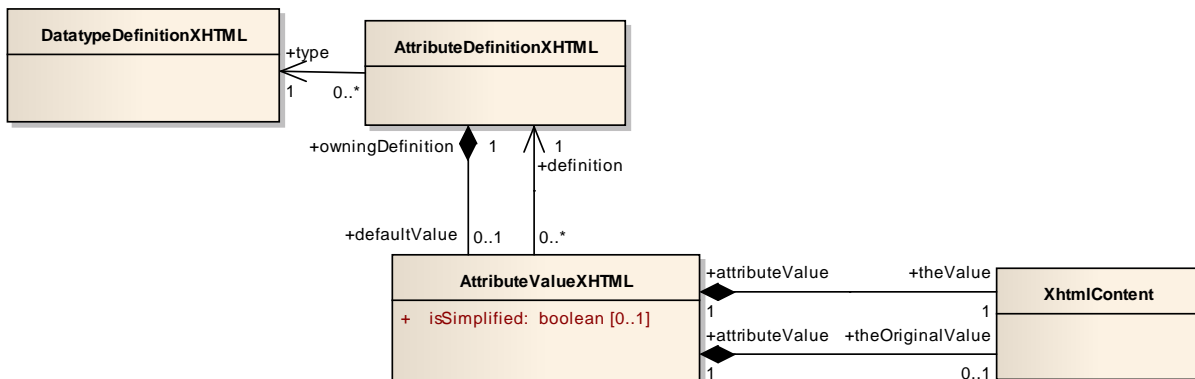 DatatypeDefinitionXHTML
AttributeDefinitionXHTML
+type
1
0..*
+owningDefinition
1
1
+definition
+defaultValue
0..1
0..*
AttributeValueXHTML
+ isSimplified: boolean [0..1]
+attributeValue
+theValue
1
1
XhtmlContent
+attributeValue
+theOriginalValue
1
0..1